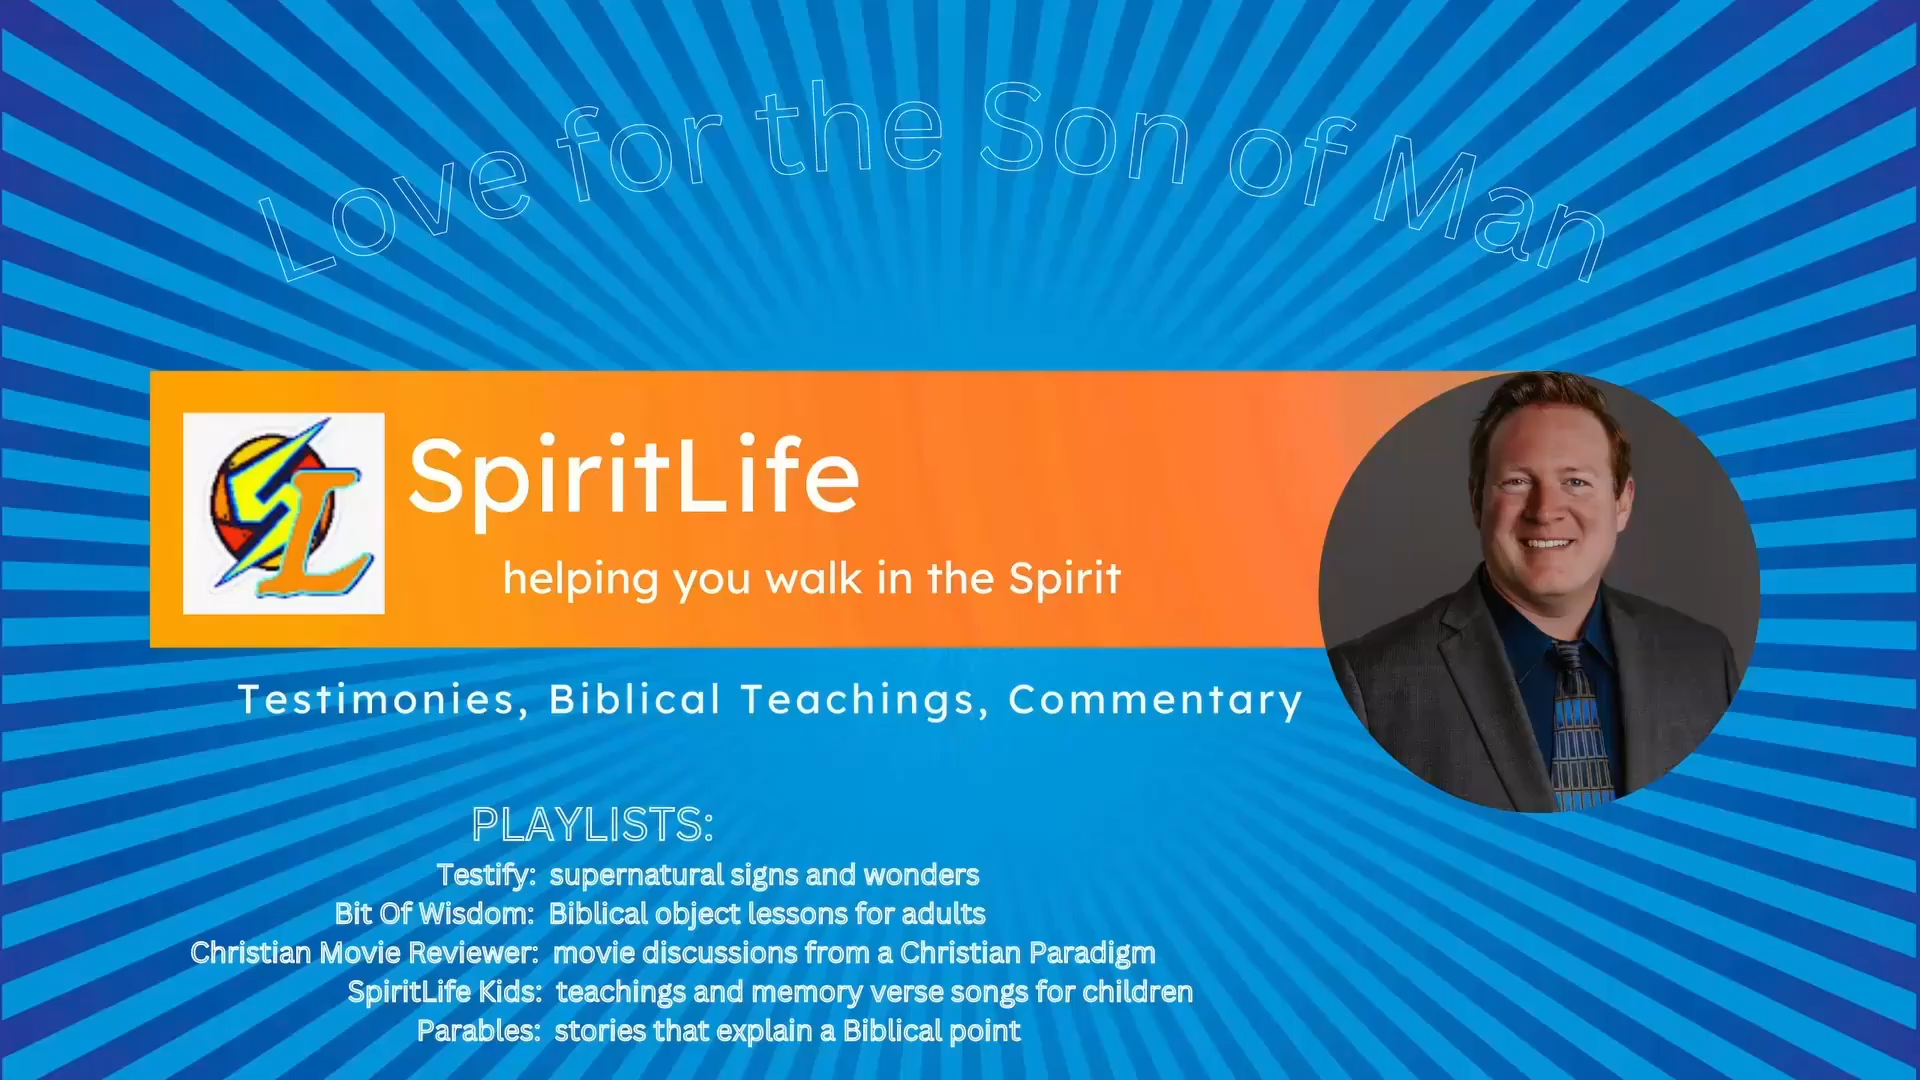 Love for the Son of Man
SL
SpiritLife
helping you walk in the Spirit
Testimonies, Biblical Teachings, Commentary
PLAYLISTS:
Testify: supernatural signs and wonders
Bit Of Wisdom: Biblical object lessons for adults
Christian Movie Reviewer: movie discussions from a Christian Paradigm
SpiritLife Kids: teachings and memory verse songs for children
Parables: stories that explain a Biblical point